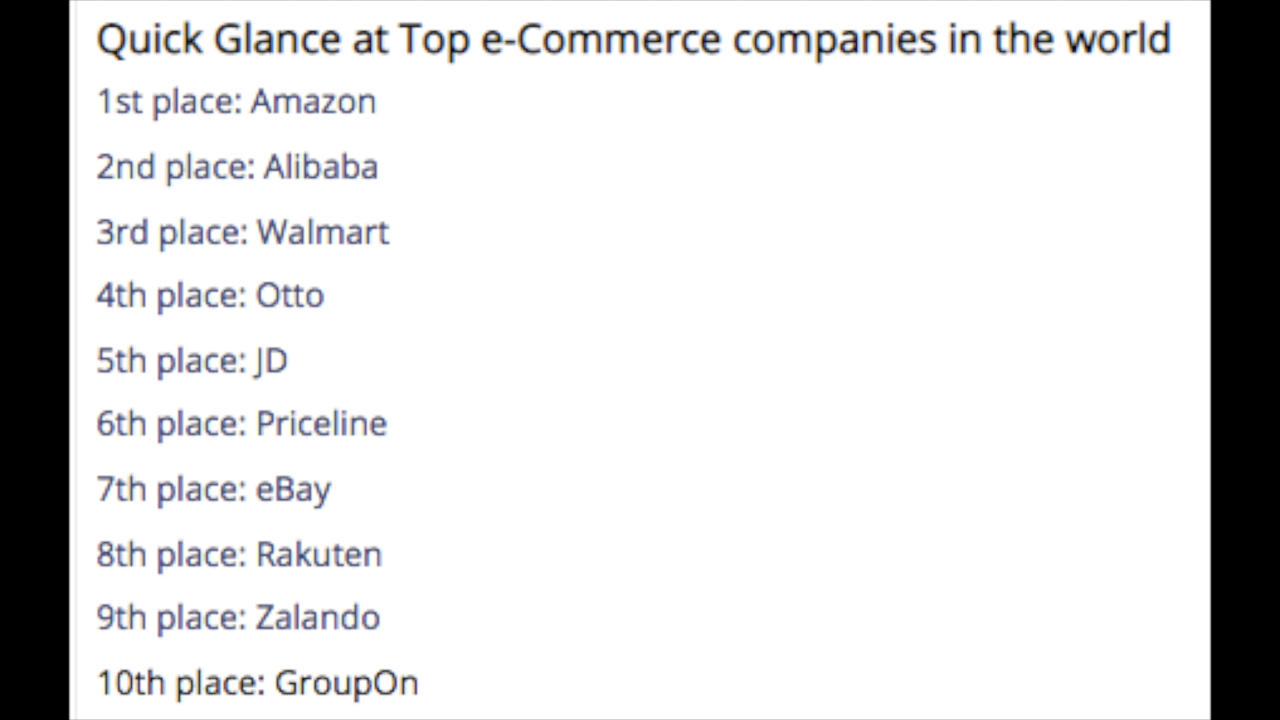 Quick Glance at Top e-Commerce companies in the world
1st place: Amazon
2nd place: Alibaba
3rd place: Walmart
4th place: Otto
5th place: JD
6th place: Priceline
7th place: eBay
8th place: Rakuten
9th place: Zalando
10th place: GroupOn